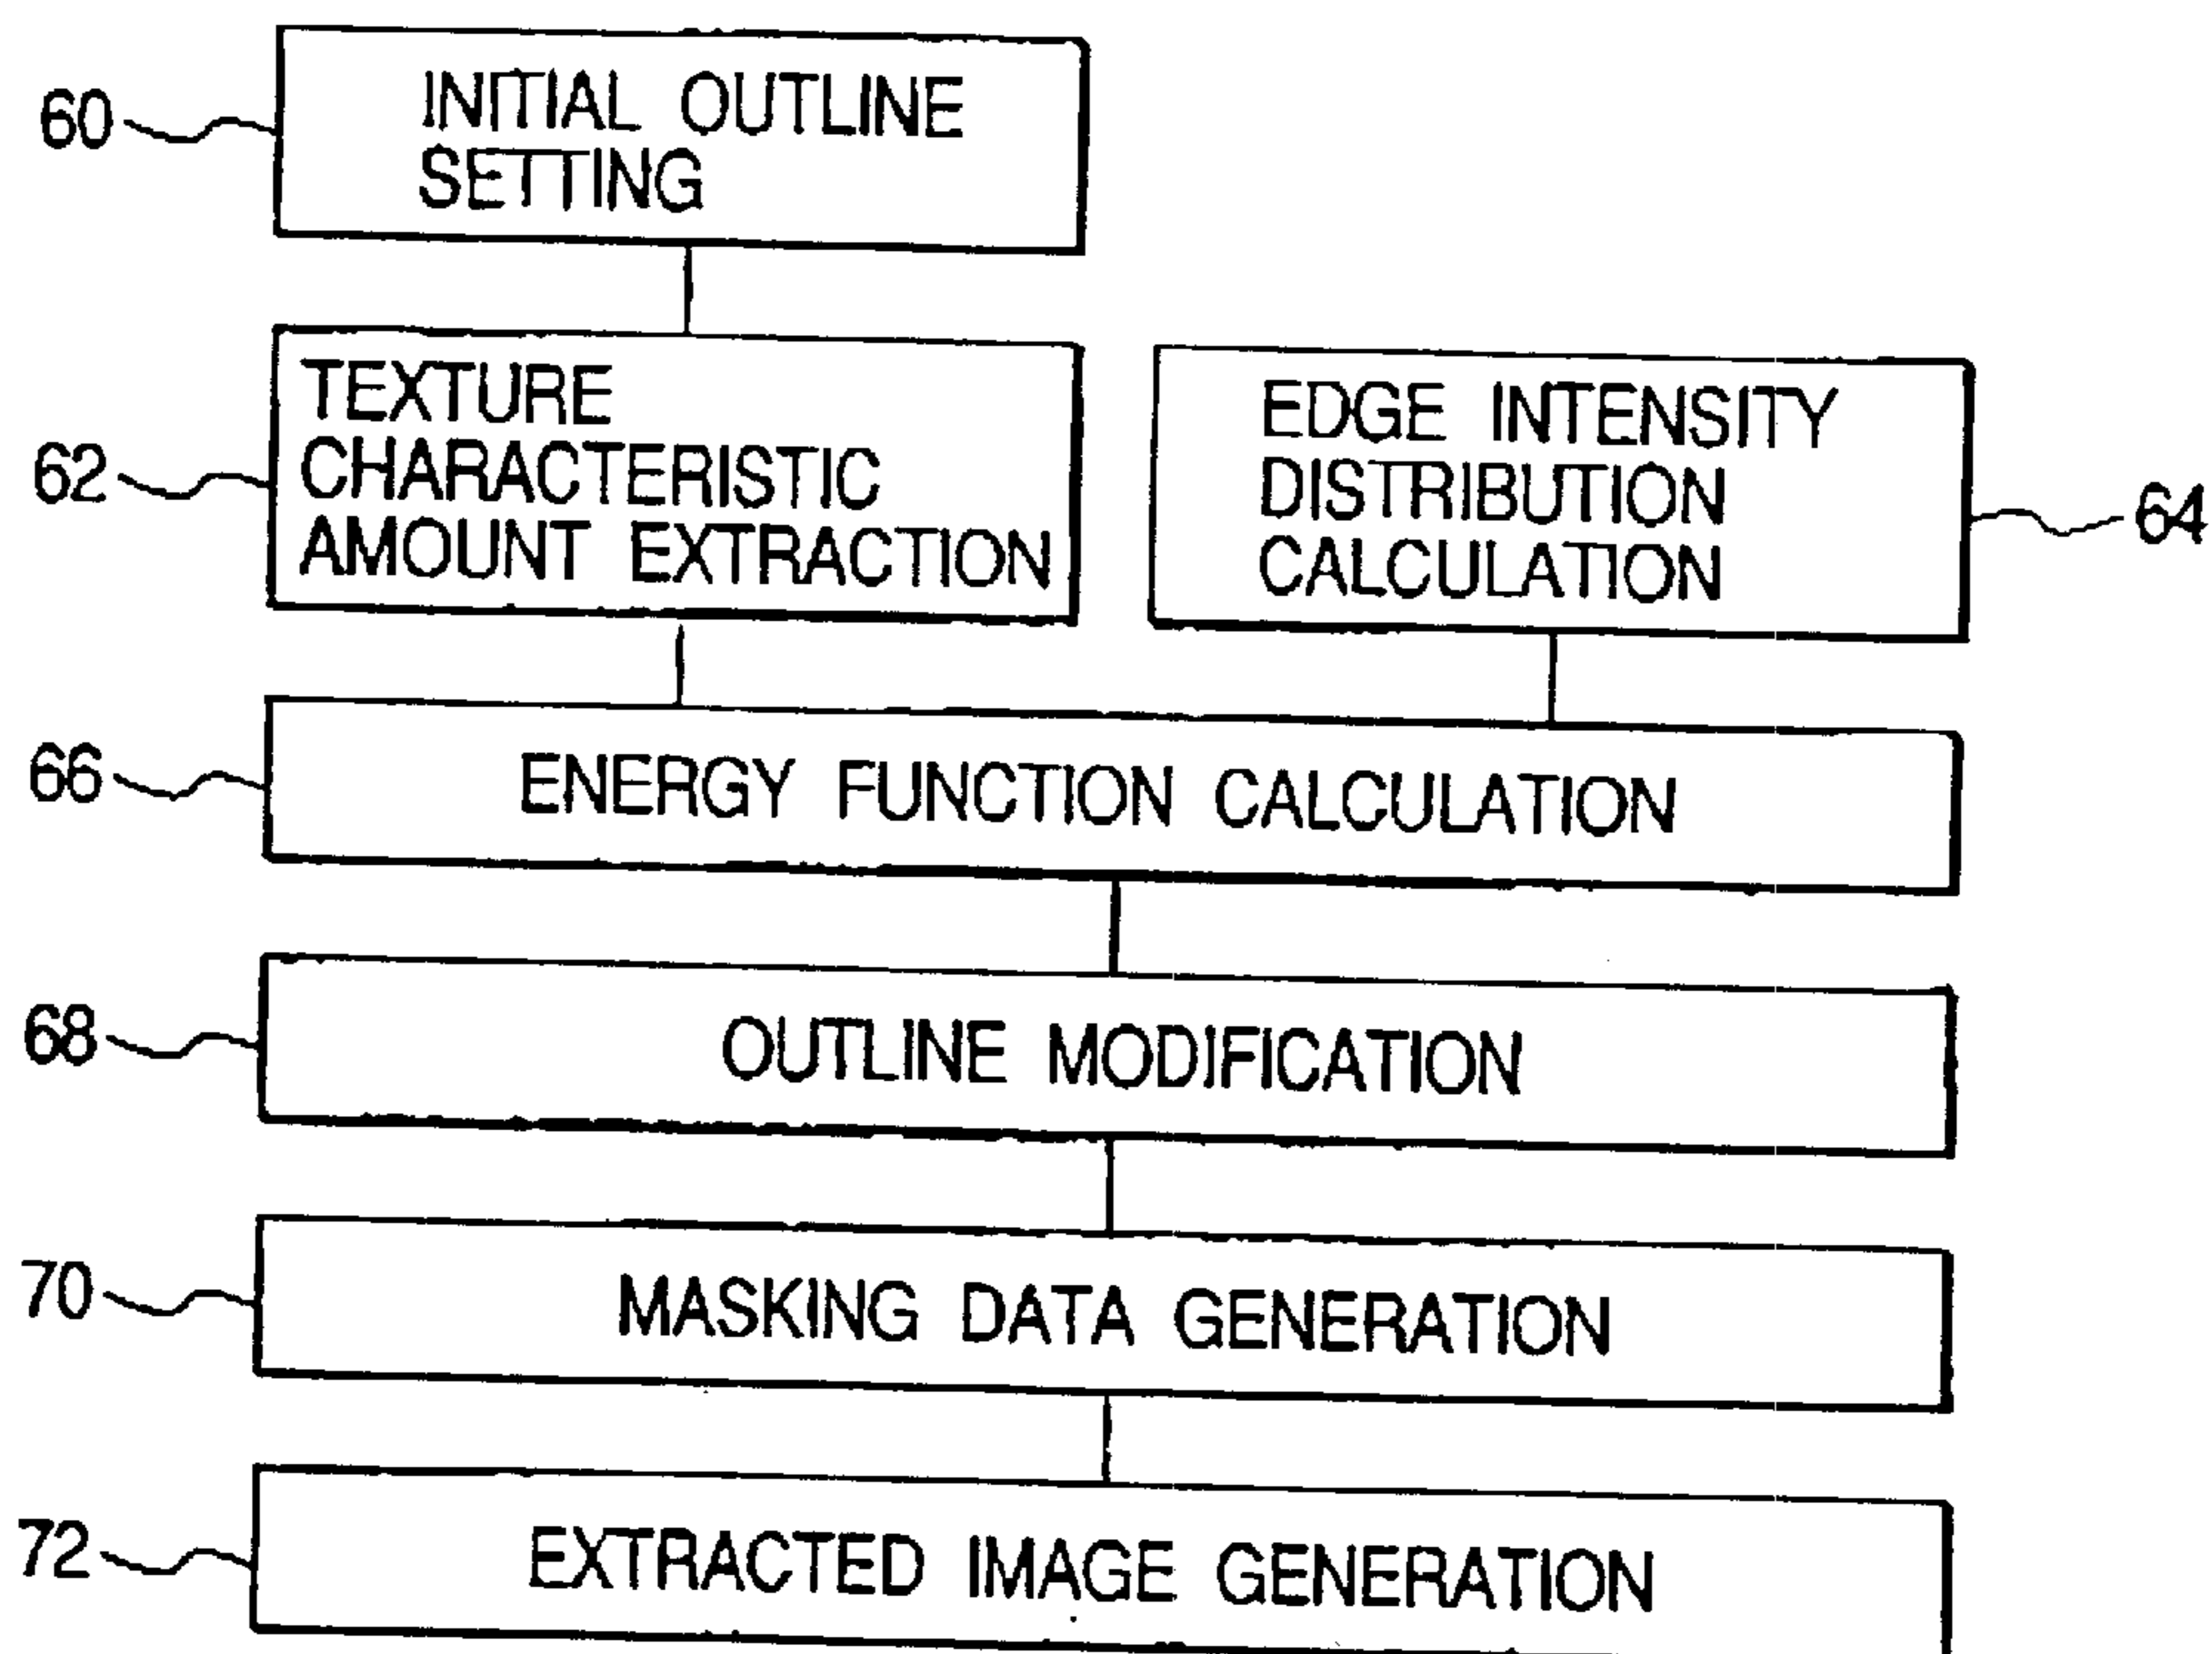 60
INITIAL OUTLINE
SETTING
62
TEXTURE
CHARACTERISTIC
AMOUNT EXTRACTION
EDGE INTENSITY
DISTRIBUTION
CALCULATION
64
66
ENERGY FUNCTION CALCULATION
68
OUTLINE MODIFICATION
70
MASKING DATA GENERATION
72
EXTRACTED IMAGE GENERATION